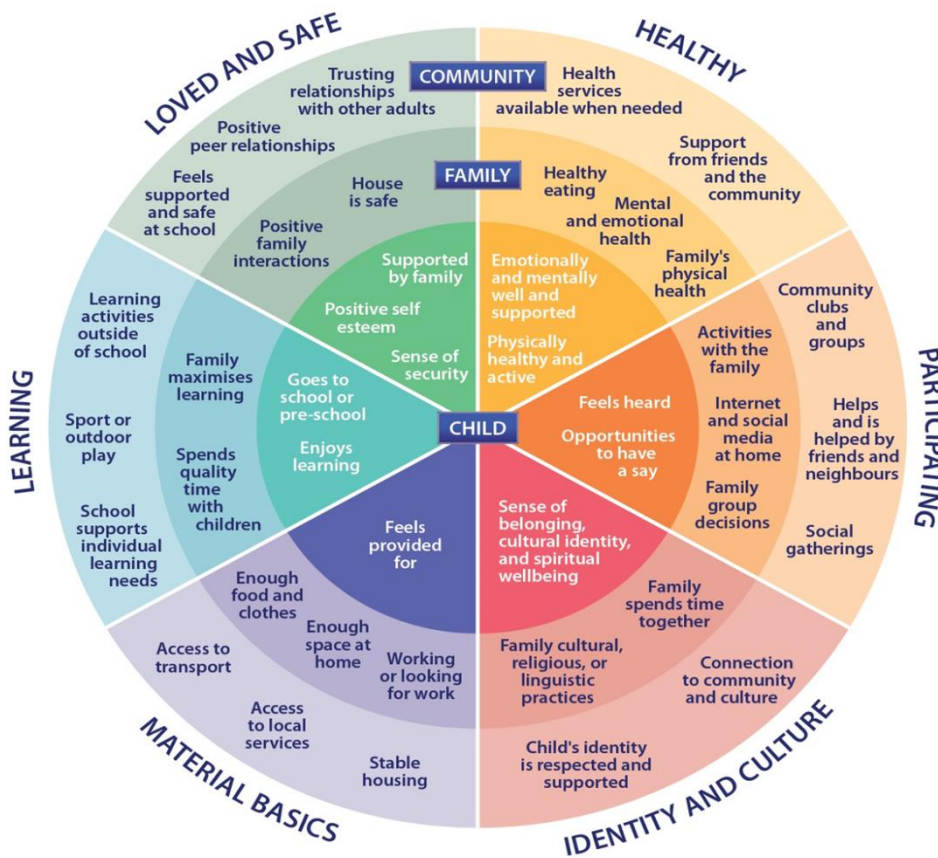 LOVED AND SAFE
COMMUNITY
Trusting
relationships
with other adults
Positive
peer relationships
Feels
supported
and safe
at school
FAMILY
House
is safe
Positive
family
interactions
Supported
by family
Positive self
esteem
Sense of
security
HEALTHY
Health
services
available when needed
Support
from friends
and the
community
Healthy
eating
Mental
and emotional
health
Family's
physical
health
Emotionally
and mentally
well and
supported
Physically
healthy and
active
PARTICIPATING
Community
clubs
and
groups
Helps
and is
helped by
friends and
neighbours
Social
gatherings
Activities
with the
family
Internet
and social
media
at home
Family
group
decisions
Feels heard
Opportunities
to have
a say
CHILD
IDENTITY AND CULTURE
Sense of
belonging,
cultural identity,
and spiritual
wellbeing
Family
spends time
together
Family cultural,
religious, or
linguistic
practices
Connection
to community
and culture
Child's identity
is respected and
supported
MATERIAL BASICS
Feels
provided
for
Enough
food and
clothes
Enough
space at
home
Working
or looking
for work
Access to
transport
Access
to local
services
Stable
housing
LEARNING
Learning
activities
outside
of school
Sport or
outdoor
play
School
supports
individual
learning
needs
Family
maximises
learning
Spends
quality
time
with
children
Goes to
school or
pre-school
Enjoys
learning